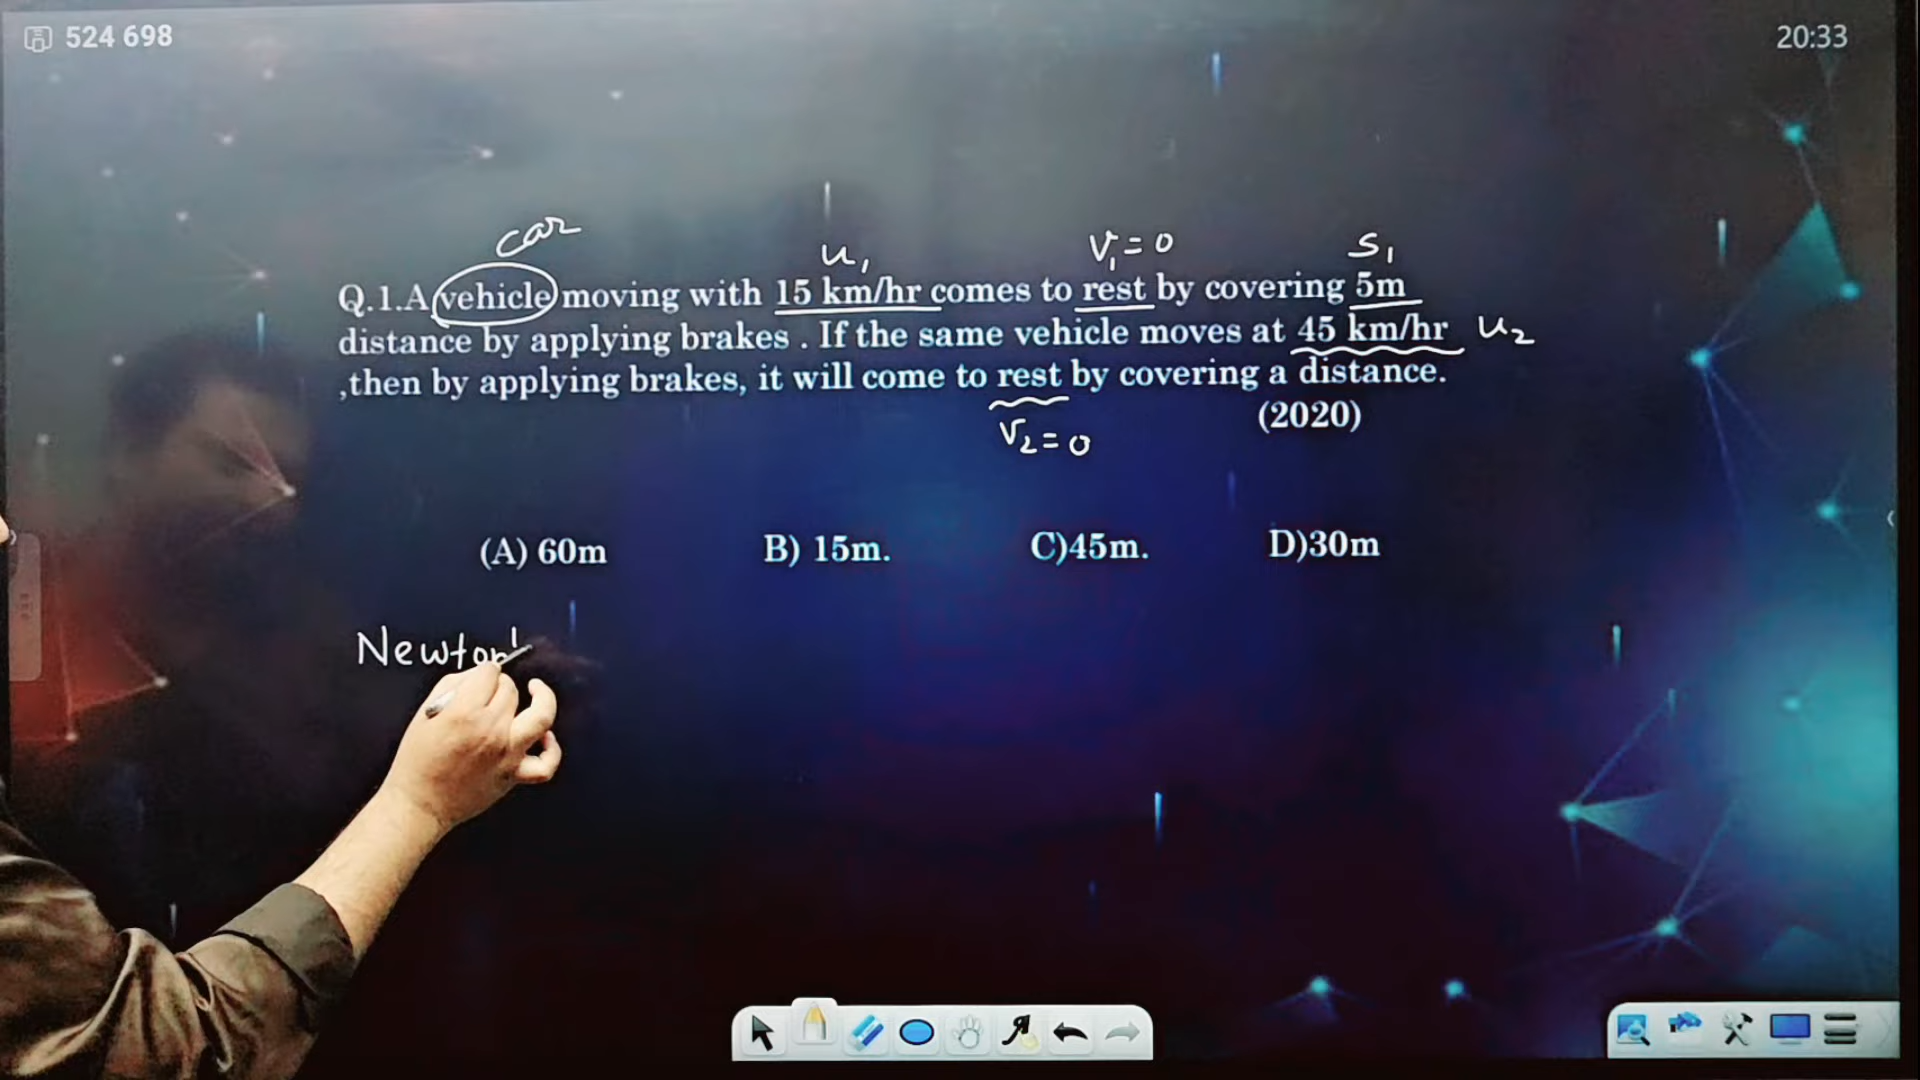 524 698
20:33
car
u₁
V₁=0
S₁
Q.1.A vehicle moving with 15 km/hr comes to rest by covering 5m
distance by applying brakes . If the same vehicle moves at 45 km/hr u₂
,then by applying brakes, it will come to rest by covering a distance.
(2020)
V₂=0
(A) 60m B) 15m. C)45m. D)30m
Newton'